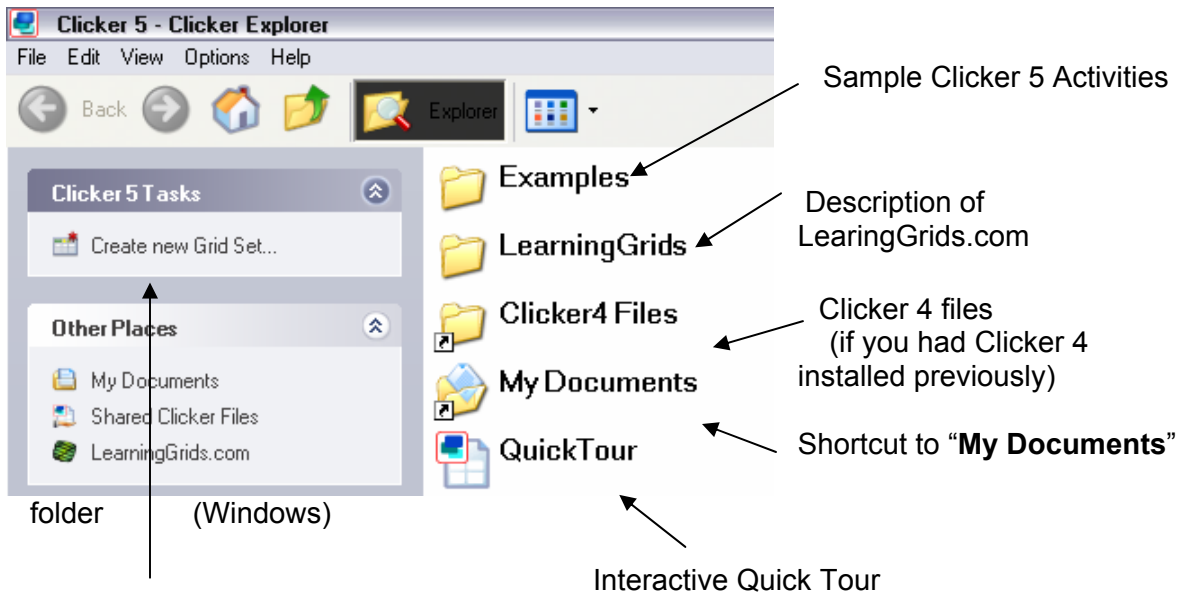 Clicker 5 - Clicker Explorer
File Edit View Options Help
Back Explorer
Clicker 5 Tasks
Create new Grid Set...
Other Places
My Documents
Shared Clicker Files
LearningGrids.com
Examples
LearningGrids
Clicker4 Files
My Documents
QuickTour
Sample Clicker 5 Activities
Description of
LearingGrids.com
Clicker 4 files
(if you had Clicker 4
installed previously)
Shortcut to “My Documents”
folder (Windows)
Interactive Quick Tour